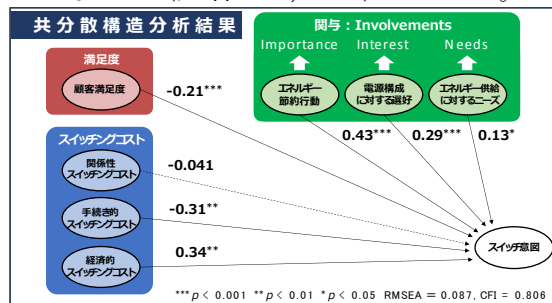 共分散構造分析結果
関与：Involvements
Importance Interest Needs
満足度
顧客満足度
エネルギー
節約行動
電源構成
に対する選好
エネルギー供給
に対するニーズ
-0.21***
0.43*** 0.29*** 0.13*
スイッチングコスト
関係性
スイッチングコスト
-0.041
手続き的
スイッチングコスト
-0.31**
経済的
スイッチングコスト
0.34**
スイッチ意図
***p < 0.001 **p < 0.01 *p < 0.05 RMSEA = 0.087, CFI = 0.806